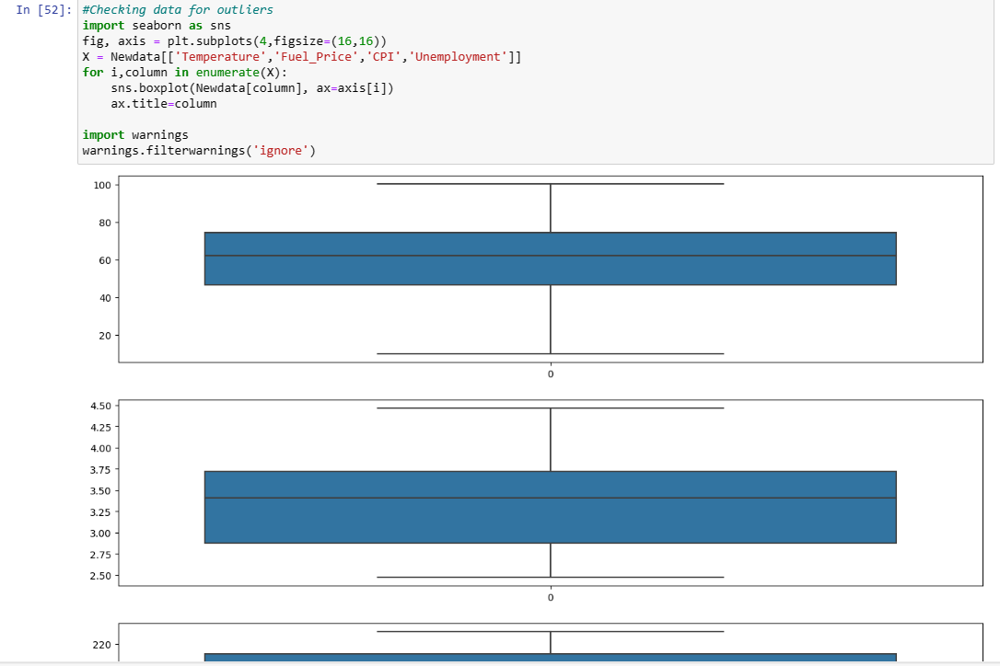 In [52]: #Checking data for outliers
import seaborn as sns
fig, axis = plt.subplots(4,figsize=(16,16))
X = Newdata[['Temperature','Fuel_Price','CPI','Unemployment']]
for i,column in enumerate(X):
    sns.boxplot(Newdata[column], ax=axis[i])
    ax.title=column
import warnings
warnings.filterwarnings('ignore')
100
80
60
40
20
0
4.50
4.25
4.00
3.75
3.50
3.25
3.00
2.75
2.50
0
220